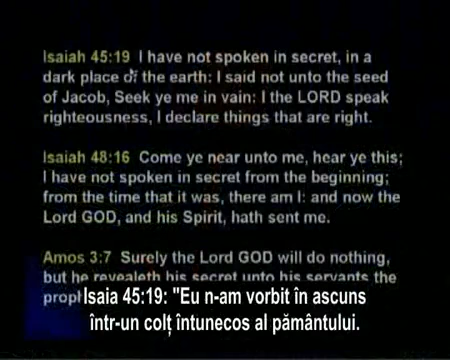 Isaiah 45:19 I have not spoken in secret, in a
dark place of the earth: I said not unto the seed
of Jacob, Seek ye me in vain: I the LORD speak
righteousness, I declare things that are right.
Isaiah 48:16 Come ye near unto me, hear ye this;
I have not spoken in secret from the beginning;
from the time that it was, there am I: and now the
Lord GOD, and his Spirit, hath sent me.
Amos 3:7 Surely the Lord GOD will do nothing,
but he revealeth his secret unto his servants the
Isaia 45:19: "Eu n-am vorbit în ascuns
într-un colţ întunecos al pământului.